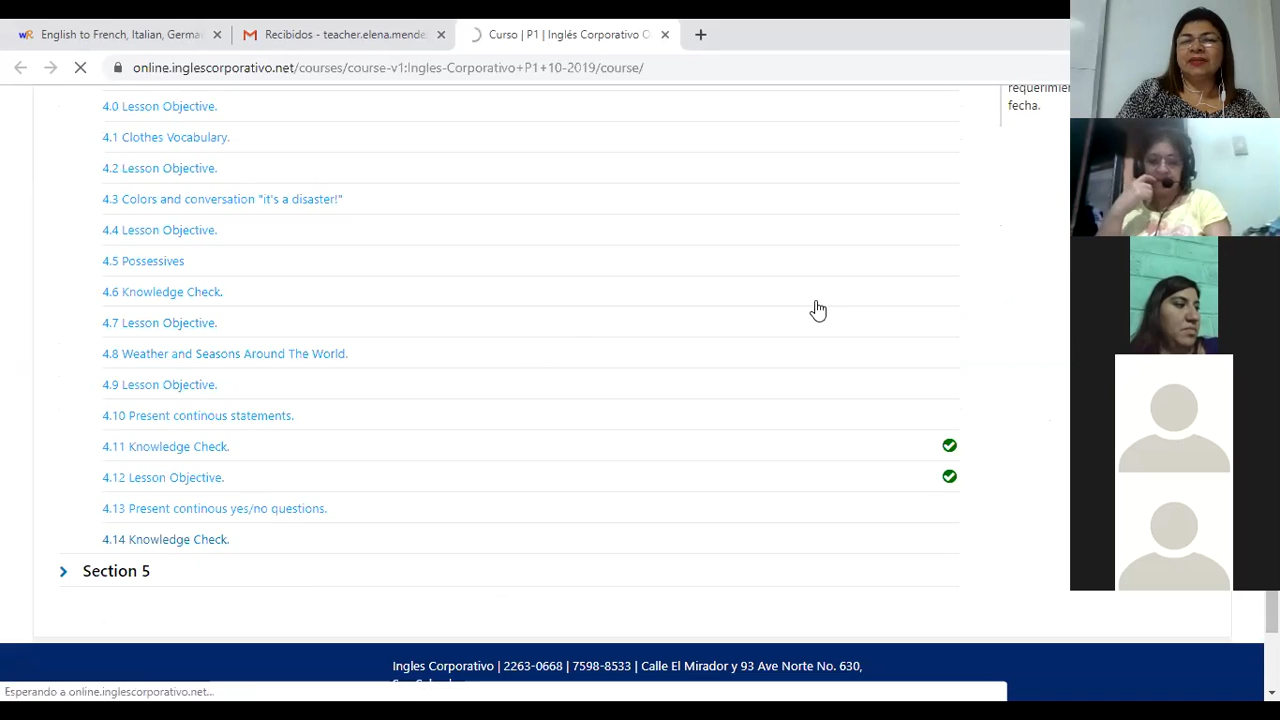 English to French, Italian, Germa
Recibidos - teacher.elena.mende
Curso | P1 | Inglés Corporativo O
online.inglescorporativo.net/courses/course-v1:Ingles-Corporativo+P1+10-2019/course/
requerimie
fecha.
4.0 Lesson Objective.
4.1 Clothes Vocabulary.
4.2 Lesson Objective.
4.3 Colors and conversation "it's a disaster!"
4.4 Lesson Objective.
4.5 Possessives
4.6 Knowledge Check.
4.7 Lesson Objective.
4.8 Weather and Seasons Around The World.
4.9 Lesson Objective.
4.10 Present continous statements.
4.11 Knowledge Check.
4.12 Lesson Objective.
4.13 Present continous yes/no questions.
4.14 Knowledge Check.
Section 5
Ingles Corporativo | 2263-0668 | 7598-8533 | Calle El Mirador y 93 Ave Norte No. 630,
Esperando a online.inglescorporativo.net...